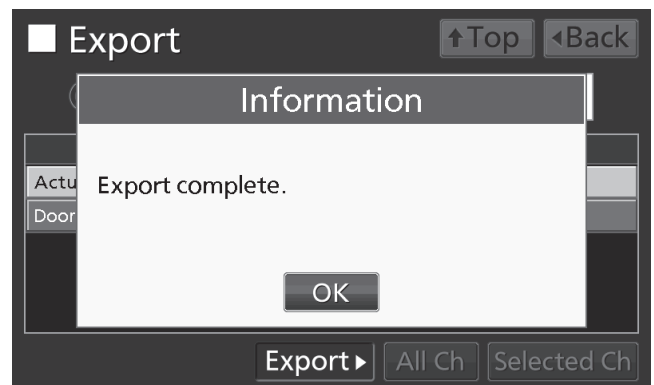 Export
↑Top
◂Back
Information
Actu
Export complete.
Door
OK
Export▸
All Ch
Selected Ch